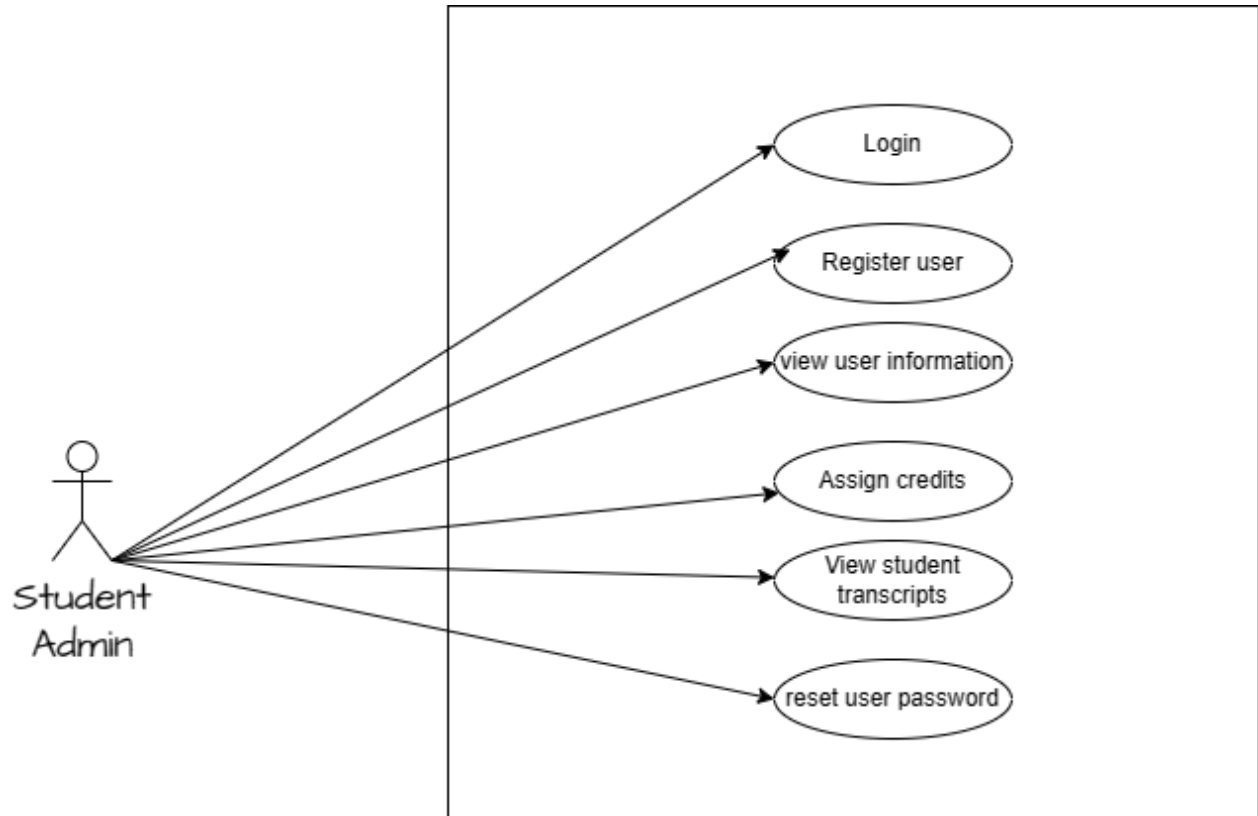 Login
Register user
view user information
Assign credits
View student
transcripts
reset user password
Student
Admin